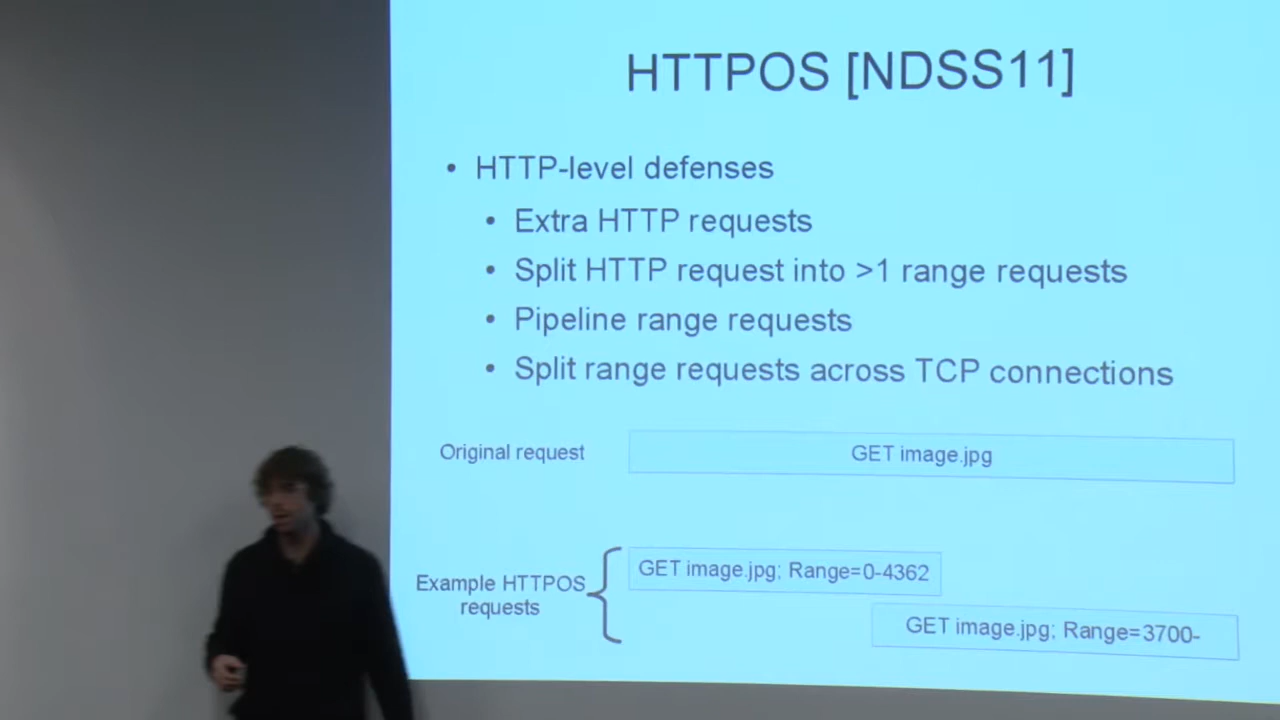 HTTPOS [NDSS11]
• HTTP-level defenses
• Extra HTTP requests
• Split HTTP request into >1 range requests
• Pipeline range requests
• Split range requests across TCP connections
Original request
GET image.jpg
Example HTTPOS
requests
GET image.jpg; Range=0-4362
GET image.jpg; Range=3700-